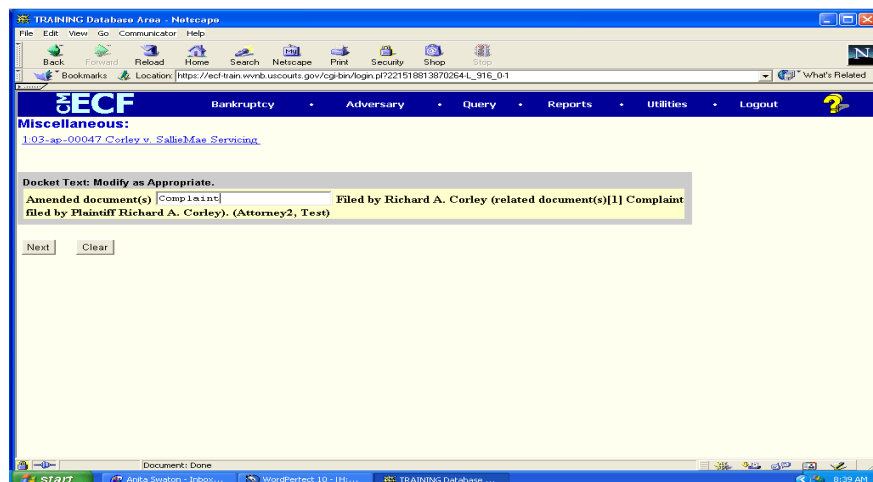 TRAINING Database Area - Netscape
File Edit View Go Communicator Help
Back Forward Reload Home Search Netscape Print Security Shop Stop
Bookmarks Location: https://ecf-train.wvnb.uscourts.gov/cgi-bin/login.pl?221518813870264-L_916_0-1 What's Related
CM ECF Bankruptcy • Adversary • Query • Reports • Utilities • Logout ?
Miscellaneous:
1:03-ap-00047 Corley v. SallieMae Servicing
Docket Text: Modify as Appropriate.
Amended document(s) Complaint Filed by Richard A. Corley (related document(s)[1] Complaint
filed by Plaintiff Richard A. Corley). (Attorney2, Test)
Next Clear
Document: Done
start Anita Swaton - Inbox... WordPerfect 10 - [H:... TRAINING Database ... 8:39 AM